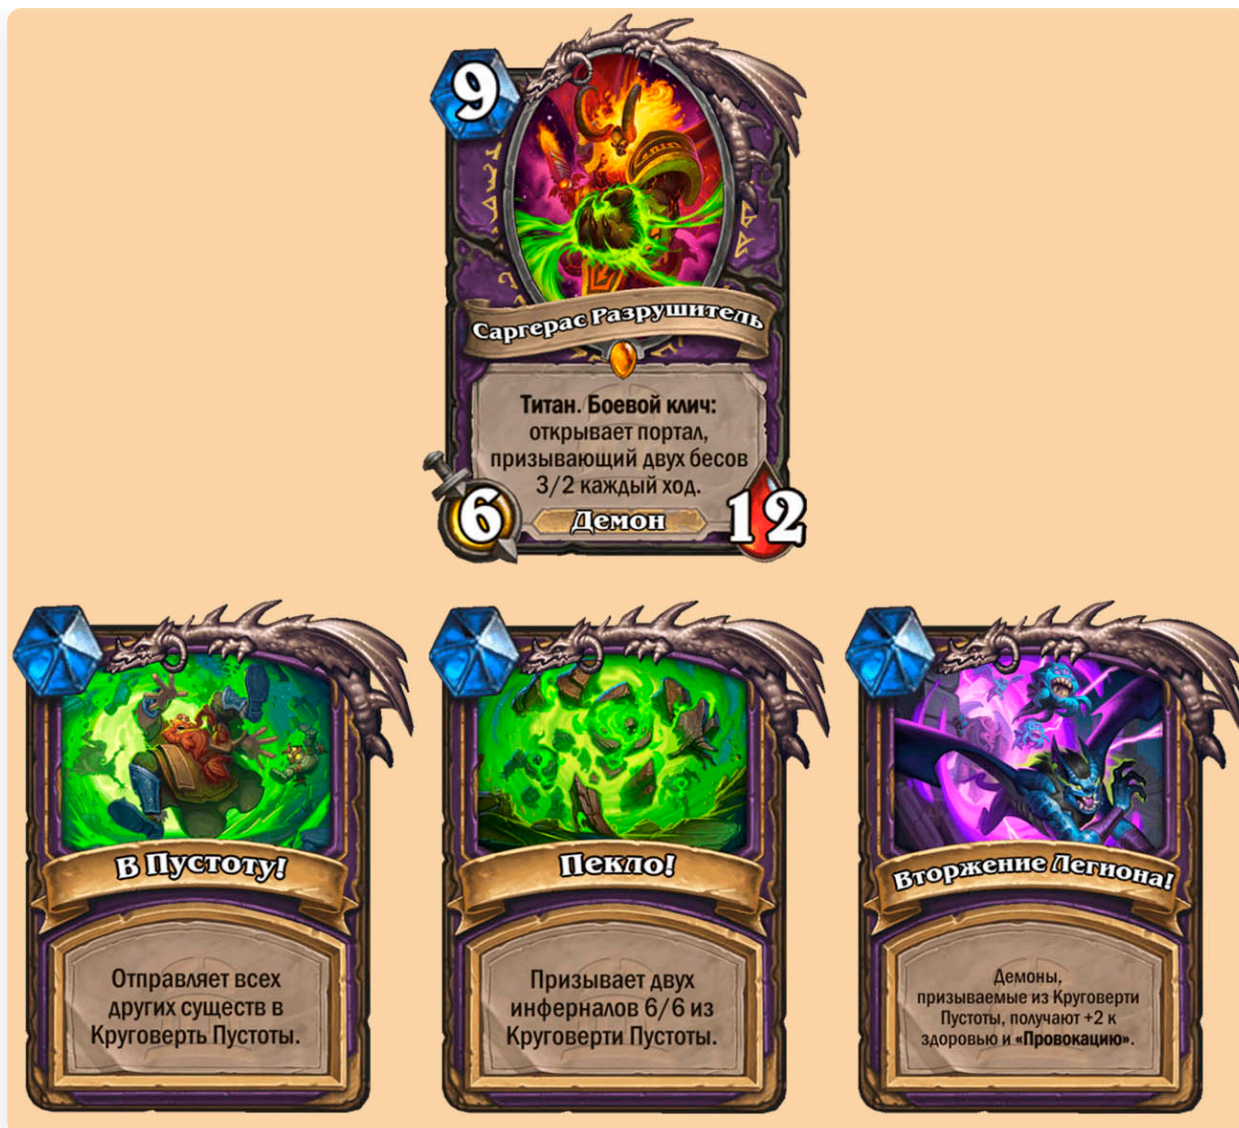 9
Саргерас Разрушитель
Титан. Боевой клич:
открывает портал,
призывающий двух бесов
3/2 каждый ход.
6
Демон
12
В Пустоту!
Отправляет всех
других существ в
Круговерть Пустоты.
Пекло!
Призывает двух
инферналов 6/6 из
Круговерти Пустоты.
Вторжение Легиона!
Демоны,
призываемые из Круговерти
Пустоты, получают +2 к
здоровью и «Провокацию».